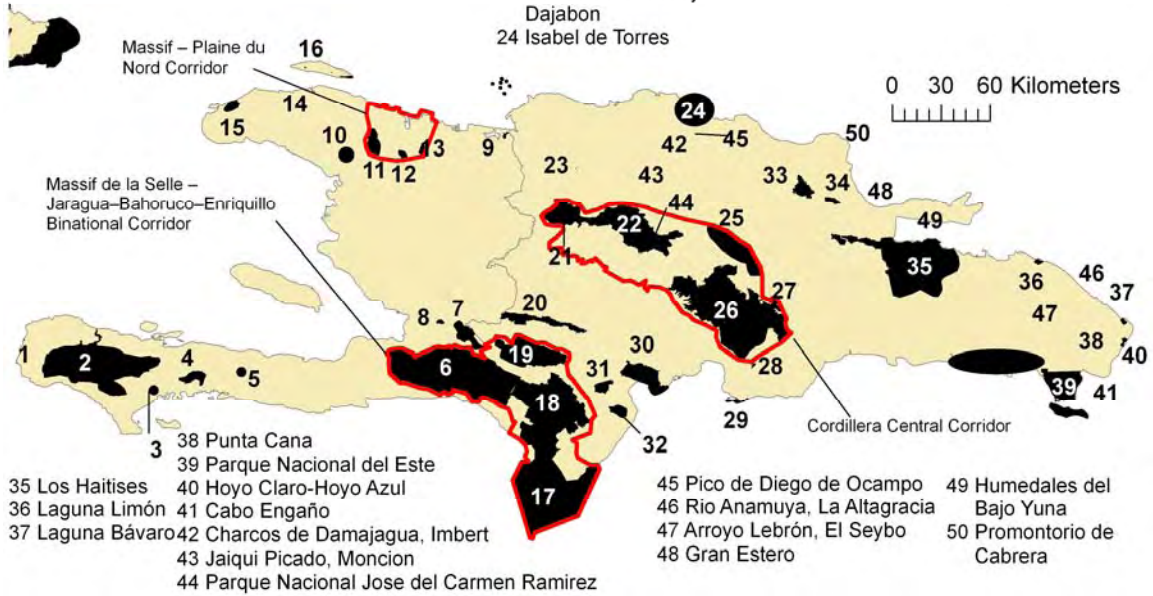 Dajabon
24 Isabel de Torres
Massif – Plaine du
Nord Corridor
16
0 30 60 Kilometers
14
15
10
11
12
13
9
24
42
45
50
23
43
33
34
48
Massif de la Selle –
Jaragua–Bahoruco–Enriquillo
Binational Corridor
44
22
25
49
21
35
36
46
37
27
26
47
38
40
8
7
20
19
1
2
4
5
6
18
31
30
28
39
41
29
3
32
Cordillera Central Corridor
17
35 Los Haitises
36 Laguna Limón
37 Laguna Bávaro
38 Punta Cana
39 Parque Nacional del Este
40 Hoyo Claro-Hoyo Azul
41 Cabo Engaño
42 Charcos de Damajagua, Imbert
43 Jaiqui Picado, Moncion
44 Parque Nacional Jose del Carmen Ramirez
45 Pico de Diego de Ocampo
46 Rio Anamuya, La Altagracia
47 Arroyo Lebrón, El Seybo
48 Gran Estero
49 Humedales del
Bajo Yuna
50 Promontorio de
Cabrera